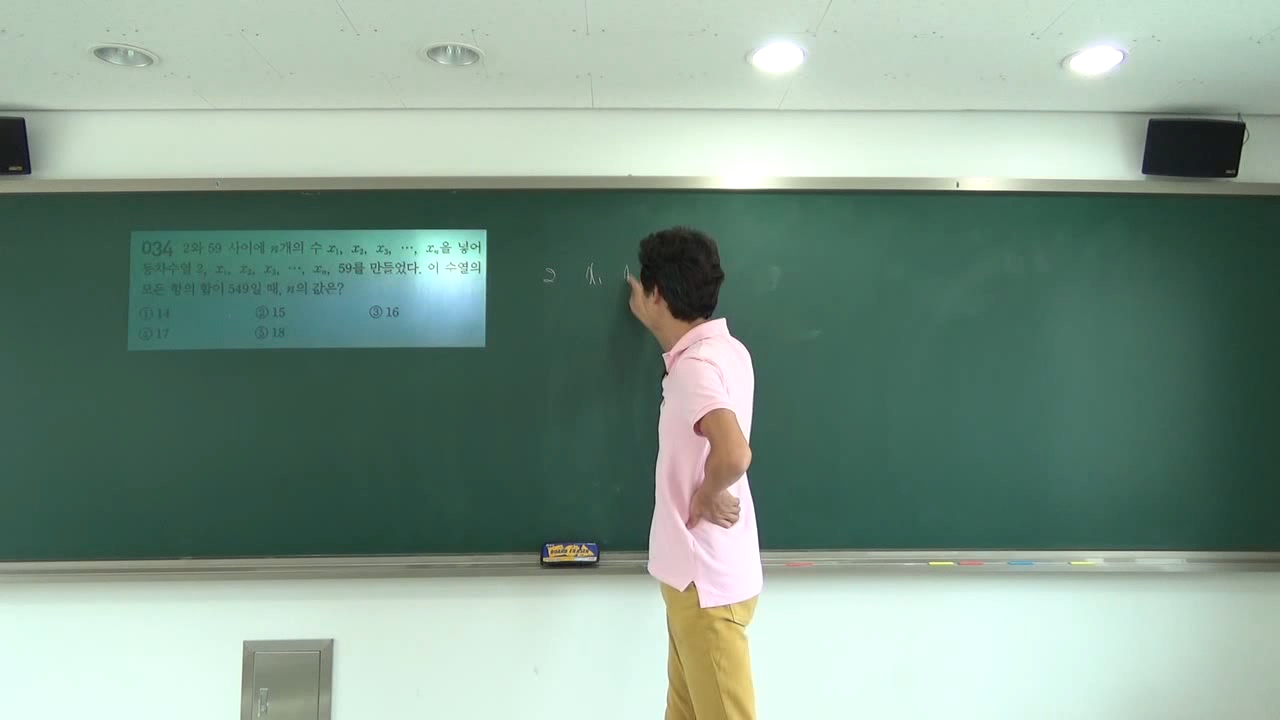 034 2와 59 사이에 n개의 수 x₁, x₂, x₃, ⋯, xₙ을 넣어
등차수열 2, x₁, x₂, x₃, ⋯, xₙ, 59를 만들었다. 이 수열의
모든 항의 합이 549일 때, n의 값은?
① 14 ② 15 ③ 16
④ 17 ⑤ 18
2 x₁